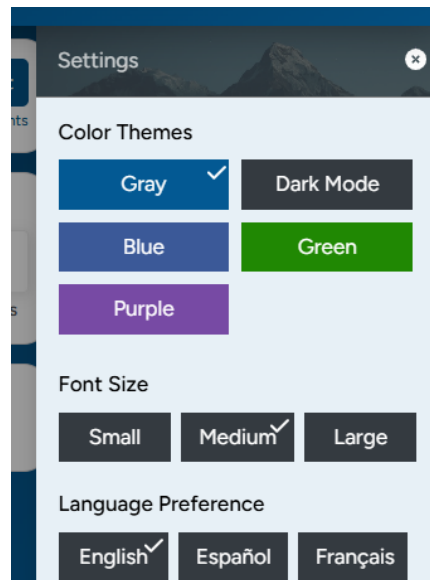 Settings
Color Themes
Gray
Dark Mode
Blue
Green
Purple
Font Size
Small
Medium
Large
Language Preference
English
Español
Français